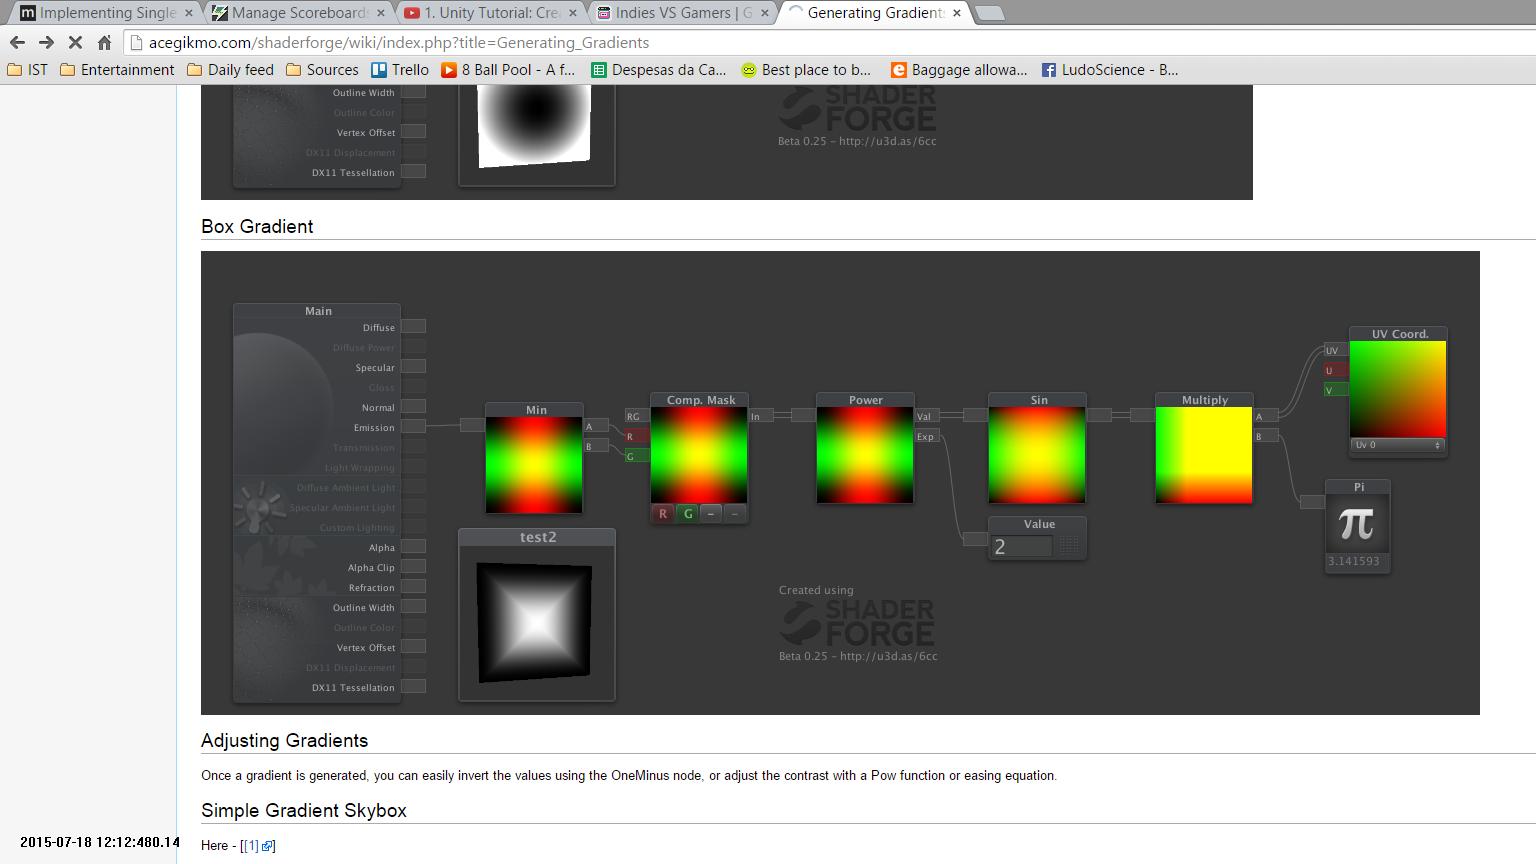 Implementing Single
Manage Scoreboards
1. Unity Tutorial: Cre
Indies VS Gamers | G
Generating Gradient
acegikmo.com/shaderforge/wiki/index.php?title=Generating_Gradients
IST
Entertainment
Daily feed
Sources
Trello
8 Ball Pool - A f...
Despesas da Ca...
Best place to b...
Baggage allowa...
LudoScience - B...
Outline Width
Outline Color
Vertex Offset
DX11 Displacement
DX11 Tessellation
SHADER
FORGE
Beta 0.25 – http://u3d.as/6cc
Box Gradient
Main
Diffuse
Diffuse Power
Specular
Gloss
Normal
Emission
Transmission
Light Wrapping
Diffuse Ambient Light
Specular Ambient Light
Custom Lighting
Alpha
Alpha Clip
Refraction
Outline Width
Outline Color
Vertex Offset
DX11 Displacement
DX11 Tessellation
Min
A
B
test2
Comp. Mask
RG
R
G
In
R G – –
Power
Val
Exp
Sin
Value
2
Multiply
A
B
UV Coord.
UV
U
V
Uv 0
Pi
π
3.141593
Created using
SHADER
FORGE
Beta 0.25 – http://u3d.as/6cc
Adjusting Gradients
Once a gradient is generated, you can easily invert the values using the OneMinus node, or adjust the contrast with a Pow function or easing equation.
Simple Gradient Skybox
Here - [[1]]
2015-07-18 12:12:480.14